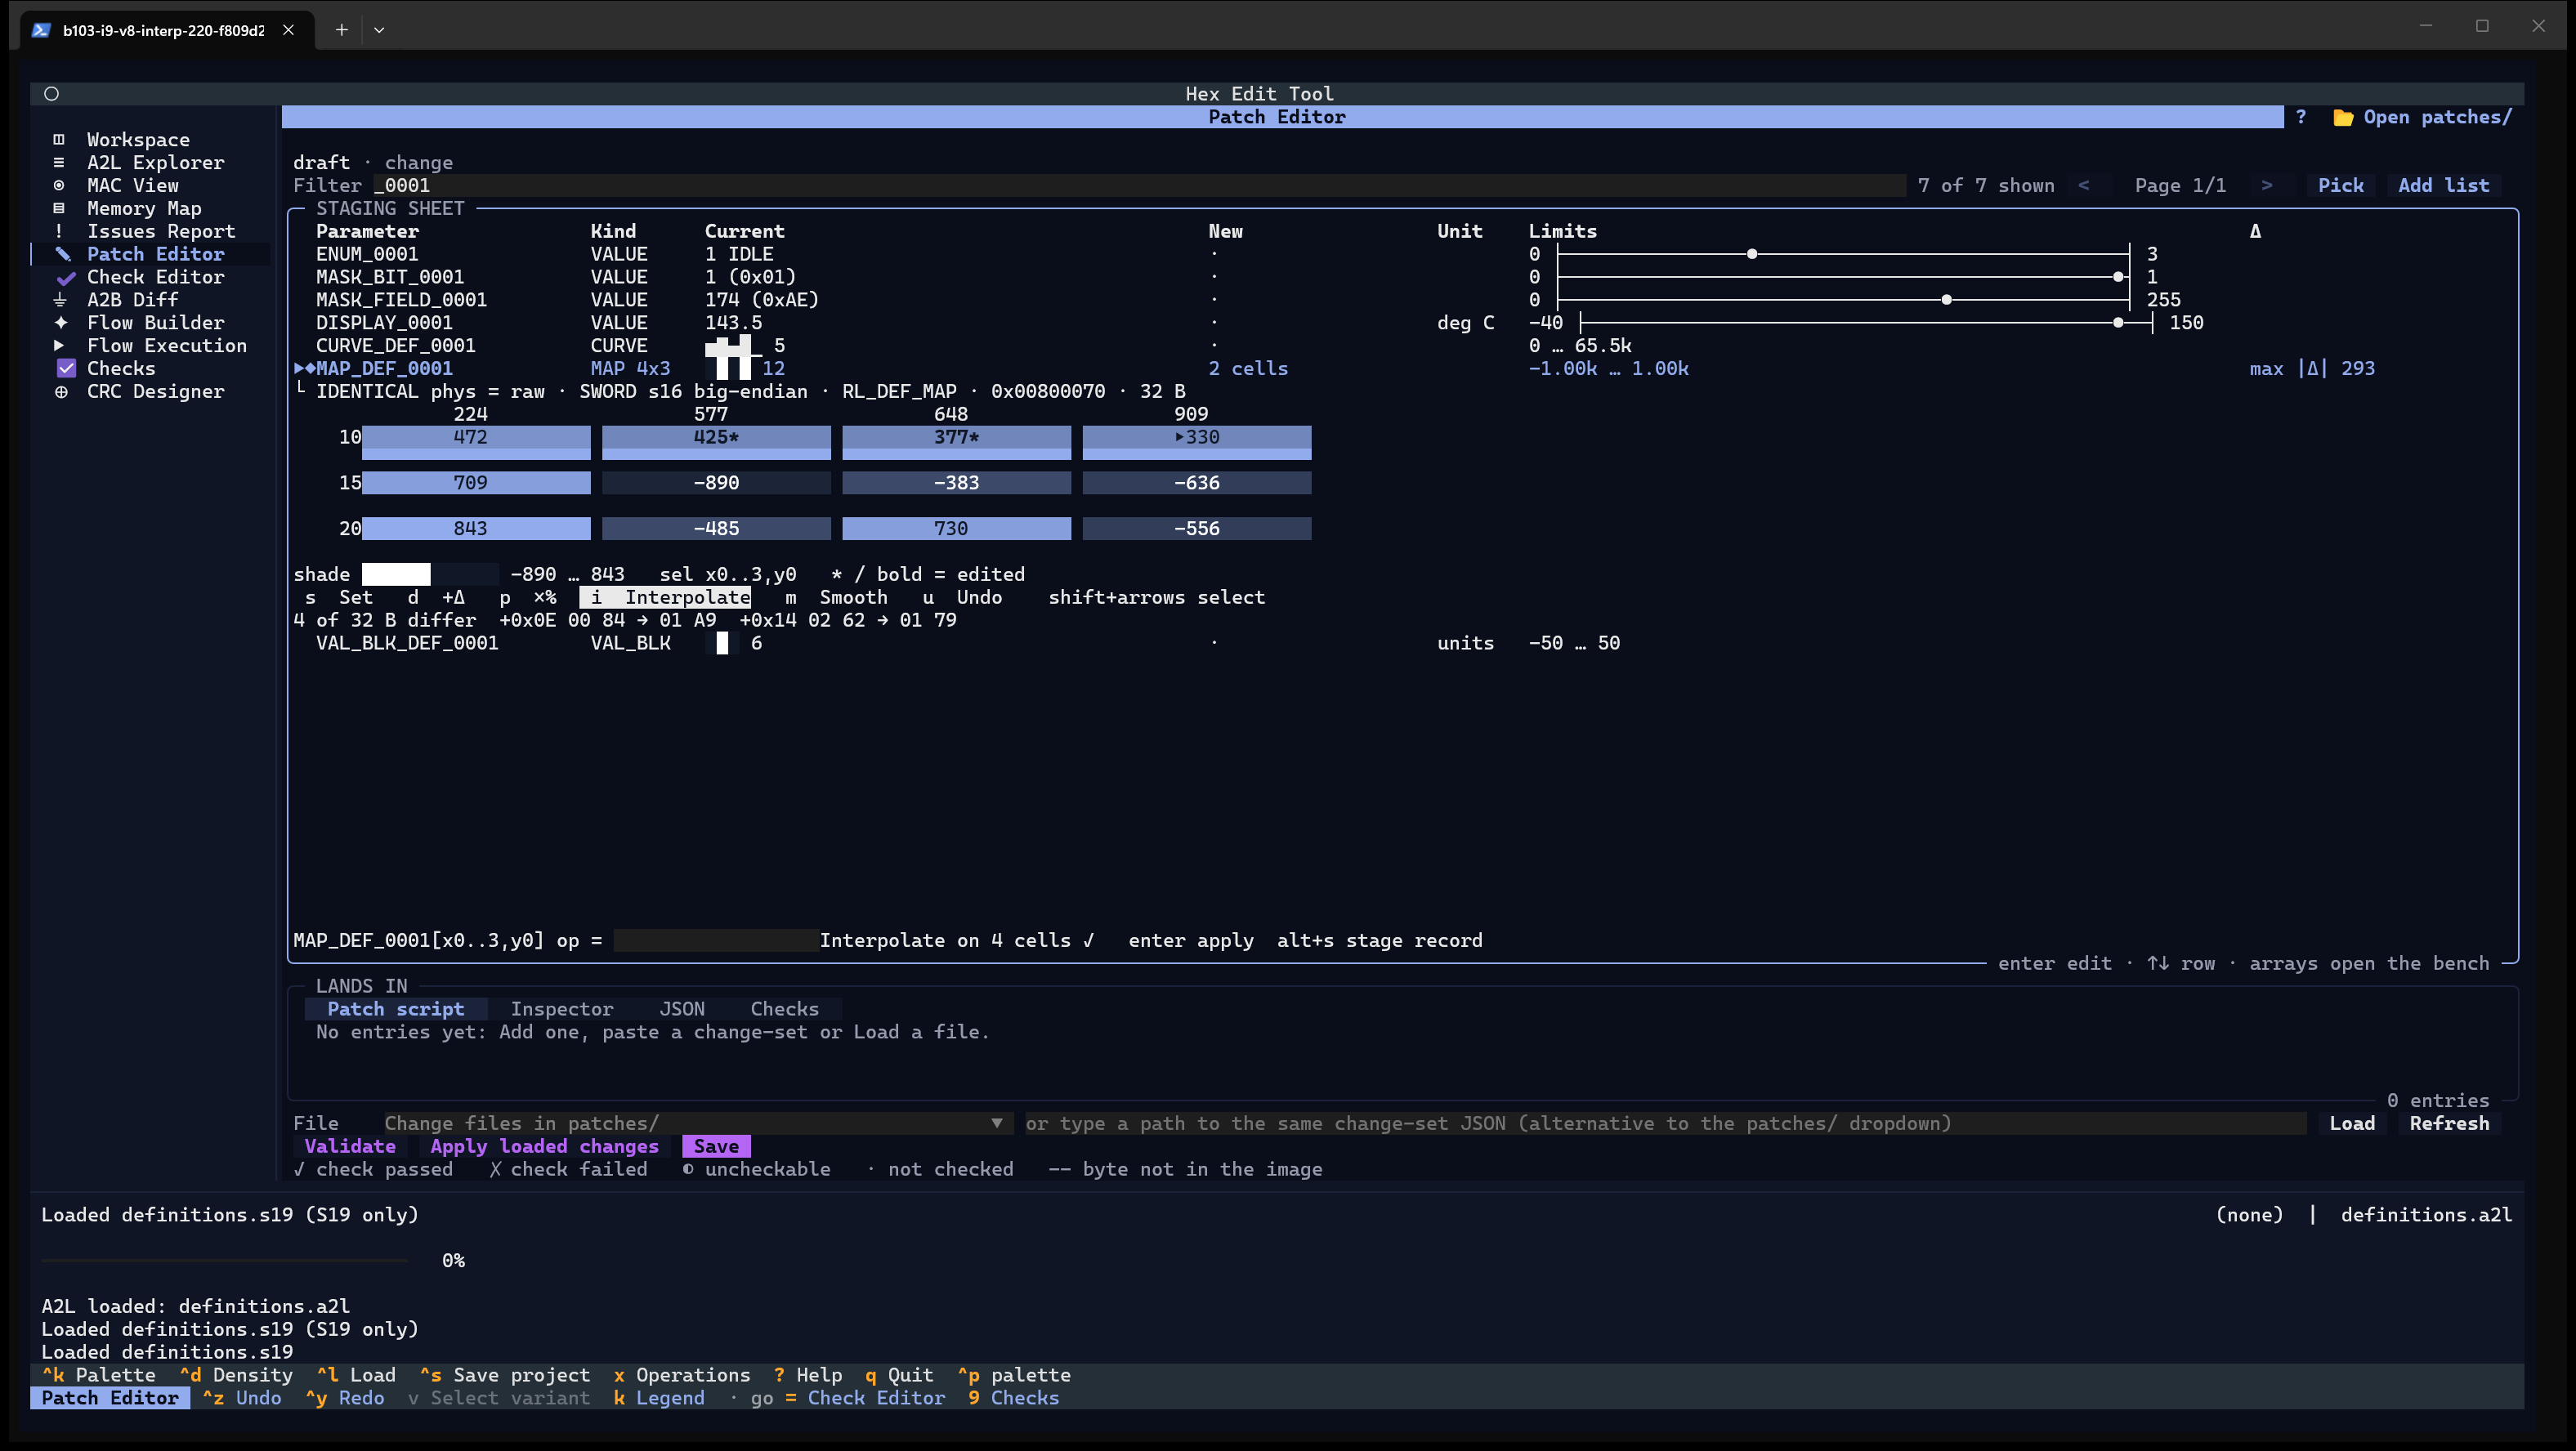 b103-i9-v8-interp-220-f809d2
Hex Edit Tool
Patch Editor ? Open patches/
Workspace
A2L Explorer
MAC View
Memory Map
! Issues Report
Patch Editor
Check Editor
A2B Diff
Flow Builder
Flow Execution
Checks
CRC Designer
draft · change
Filter _0001 7 of 7 shown < Page 1/1 > Pick Add list
STAGING SHEET
Parameter Kind Current New Unit Limits Δ
ENUM_0001 VALUE 1 IDLE · 0 3
MASK_BIT_0001 VALUE 1 (0x01) · 0 1
MASK_FIELD_0001 VALUE 174 (0xAE) · 0 255
DISPLAY_0001 VALUE 143.5 · deg C -40 150
CURVE_DEF_0001 CURVE 5 · 0 … 65.5k
▶◆MAP_DEF_0001 MAP 4x3 12 2 cells -1.00k … 1.00k max |Δ| 293
└ IDENTICAL phys = raw · SWORD s16 big-endian · RL_DEF_MAP · 0x00800070 · 32 B
224 577 648 909
10 472 425* 377* ▸330
15 709 -890 -383 -636
20 843 -485 730 -556
shade -890 … 843 sel x0..3,y0 * / bold = edited
s Set d +Δ p ×% i Interpolate m Smooth u Undo shift+arrows select
4 of 32 B differ +0x0E 00 84 → 01 A9 +0x14 02 62 → 01 79
VAL_BLK_DEF_0001 VAL_BLK 6 · units -50 … 50
MAP_DEF_0001[x0..3,y0] op = Interpolate on 4 cells √ enter apply alt+s stage record
enter edit · ↑↓ row · arrays open the bench
LANDS IN
Patch script Inspector JSON Checks
No entries yet: Add one, paste a change-set or Load a file.
0 entries
File Change files in patches/ ▼ or type a path to the same change-set JSON (alternative to the patches/ dropdown) Load Refresh
Validate Apply loaded changes Save
√ check passed ╳ check failed ◐ uncheckable · not checked -- byte not in the image
Loaded definitions.s19 (S19 only) (none) | definitions.a2l
0%
A2L loaded: definitions.a2l
Loaded definitions.s19 (S19 only)
Loaded definitions.s19
^k Palette ^d Density ^l Load ^s Save project x Operations ? Help q Quit ^p palette
Patch Editor ^z Undo ^y Redo v Select variant k Legend · go = Check Editor 9 Checks